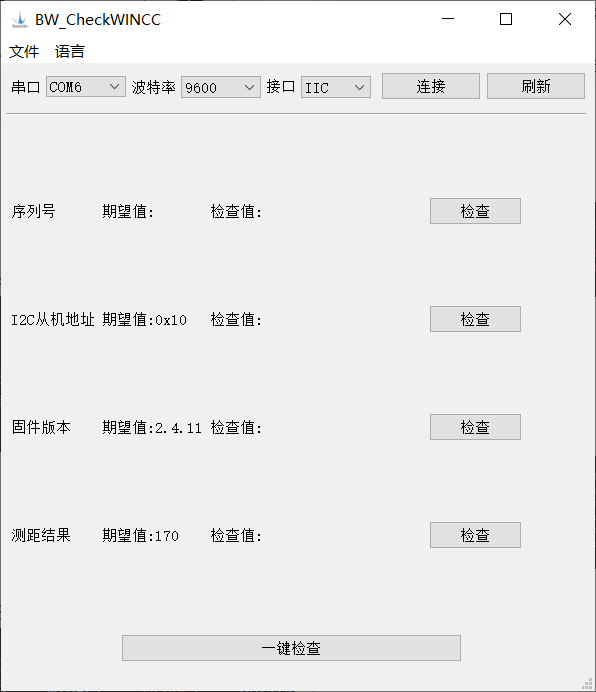 BW_CheckWINCC
文件 语言
串口 COM6 波特率 9600 接口 IIC 连接 刷新
序列号 期望值: 检查值: 检查
I2C从机地址 期望值:0x10 检查值: 检查
固件版本 期望值:2.4.11 检查值: 检查
测距结果 期望值:170 检查值: 检查
一键检查